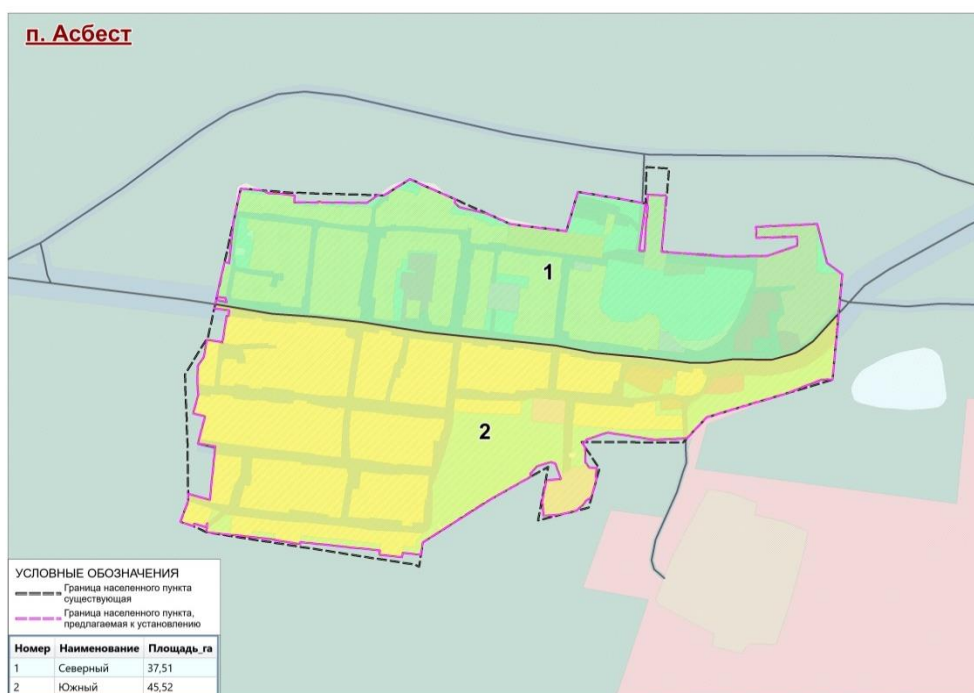 п. Асбест
1
2
УСЛОВНЫЕ ОБОЗНАЧЕНИЯ
Граница населенного пункта
существующая
Граница населенного пункта,
предлагаемая к установлению
Номер Наименование Площадь_га
1 Северный 37,51
2 Южный 45,52